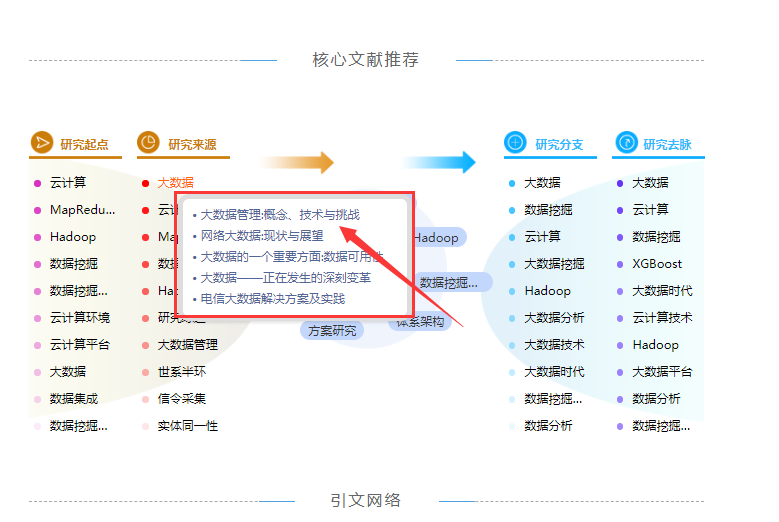 核心文献推荐
研究起点
云计算
MapRedu...
Hadoop
数据挖掘
数据挖掘...
云计算环境
云计算平台
大数据
数据集成
数据挖掘...
研究来源
大数据
大数据管理
世系半环
信令采集
实体同一性
• 大数据管理:概念、技术与挑战
• 网络大数据:现状与展望
• 大数据的一个重要方面:数据可用性
• 大数据——正在发生的深刻变革
• 电信大数据解决方案及实践
Hadoop
数据挖掘...
体系架构
方案研究
研究分支
大数据
数据挖掘
云计算
大数据挖掘
Hadoop
大数据分析
大数据技术
大数据时代
数据挖掘...
数据分析
研究去脉
大数据
云计算
数据挖掘
XGBoost
大数据时代
云计算技术
Hadoop
大数据平台
数据分析
数据挖掘...
引文网络